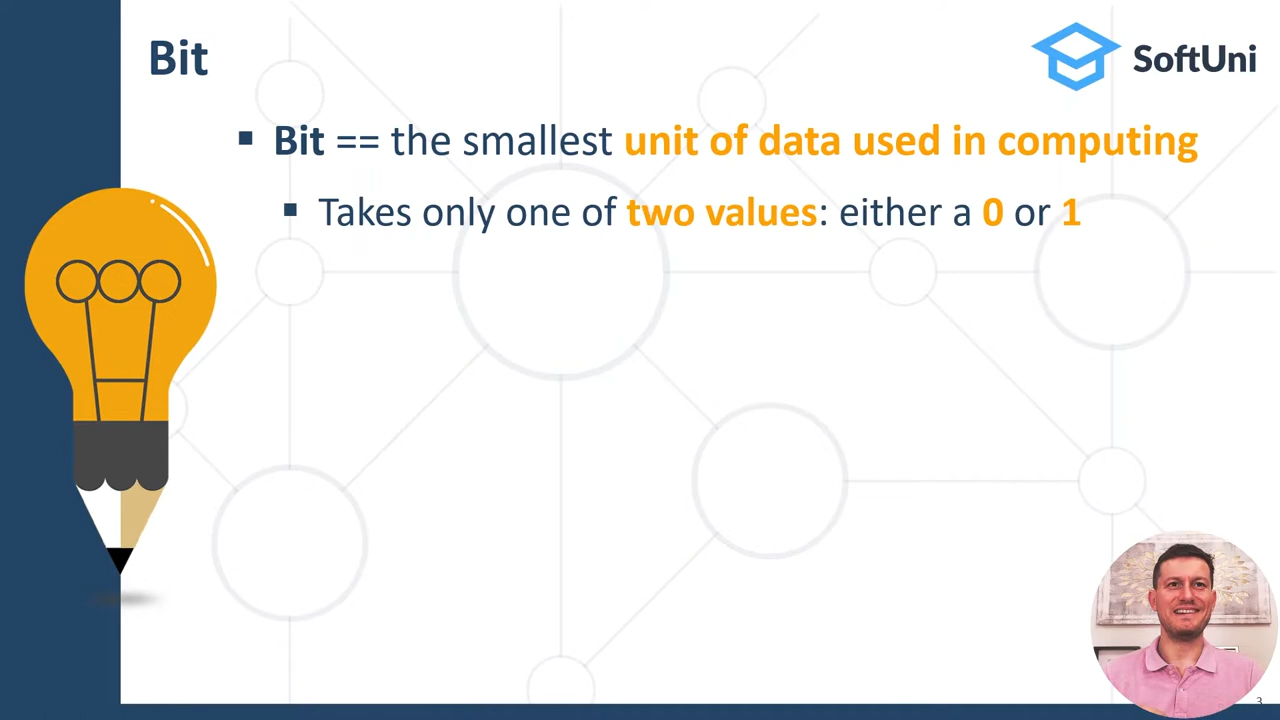 Bit
SoftUni
▪ Bit == the smallest unit of data used in computing
▪ Takes only one of two values: either a 0 or 1
3